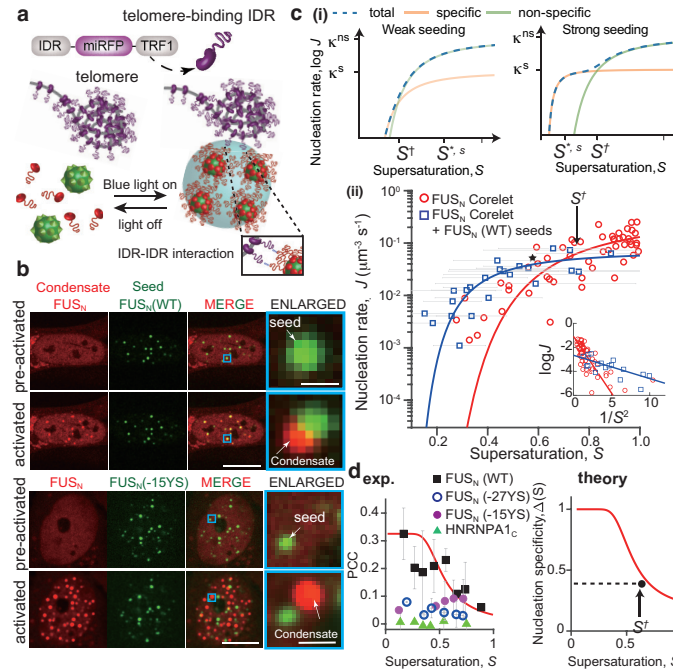 a
telomere-binding IDR
IDR
miRFP
TRF1
telomere
Blue light on
light off
IDR-IDR interaction
b
Condensate
FUSN
Seed
FUSN(WT)
MERGE
ENLARGED
pre-activated
seed
activated
Condensate
FUSN
FUSN(-15YS)
MERGE
ENLARGED
pre-activated
seed
activated
Condensate
c
(i)
total
specific
non-specific
Weak seeding
Strong seeding
Nucleation rate, log J
κns
κs
S†
S*, s
Supersaturation, S
κns
κs
S*, s
S†
Supersaturation, S
(ii)
FUSN Corelet
FUSN Corelet
+ FUSN (WT) seeds
S†
Nucleation rate, J (μm-3 s-1)
100
10-1
10-2
10-3
10-4
0.2
0.4
0.6
0.8
1.0
Supersaturation, S
logJ
0
-2
-4
-6
0
5
10
1/S2
d
exp.
FUSN (WT)
FUSN (-27YS)
FUSN (-15YS)
HNRNPA1C
PCC
0.4
0.3
0.2
0.1
0.0
0
0.5
1
Supersaturation, S
theory
Nucleation specificity, Δ(S)
1.0
0.5
0.0
S†
0
0.5
1
Supersaturation, S